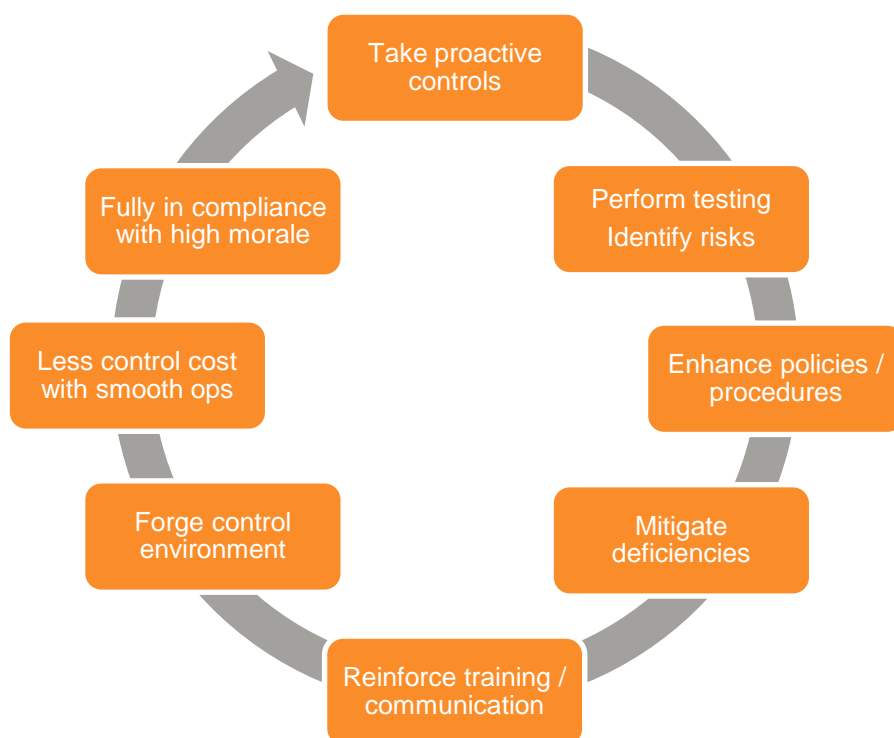 Take proactive
controls
Perform testing
Identify risks
Enhance policies /
procedures
Mitigate
deficiencies
Reinforce training /
communication
Forge control
environment
Less control cost
with smooth ops
Fully in compliance
with high morale